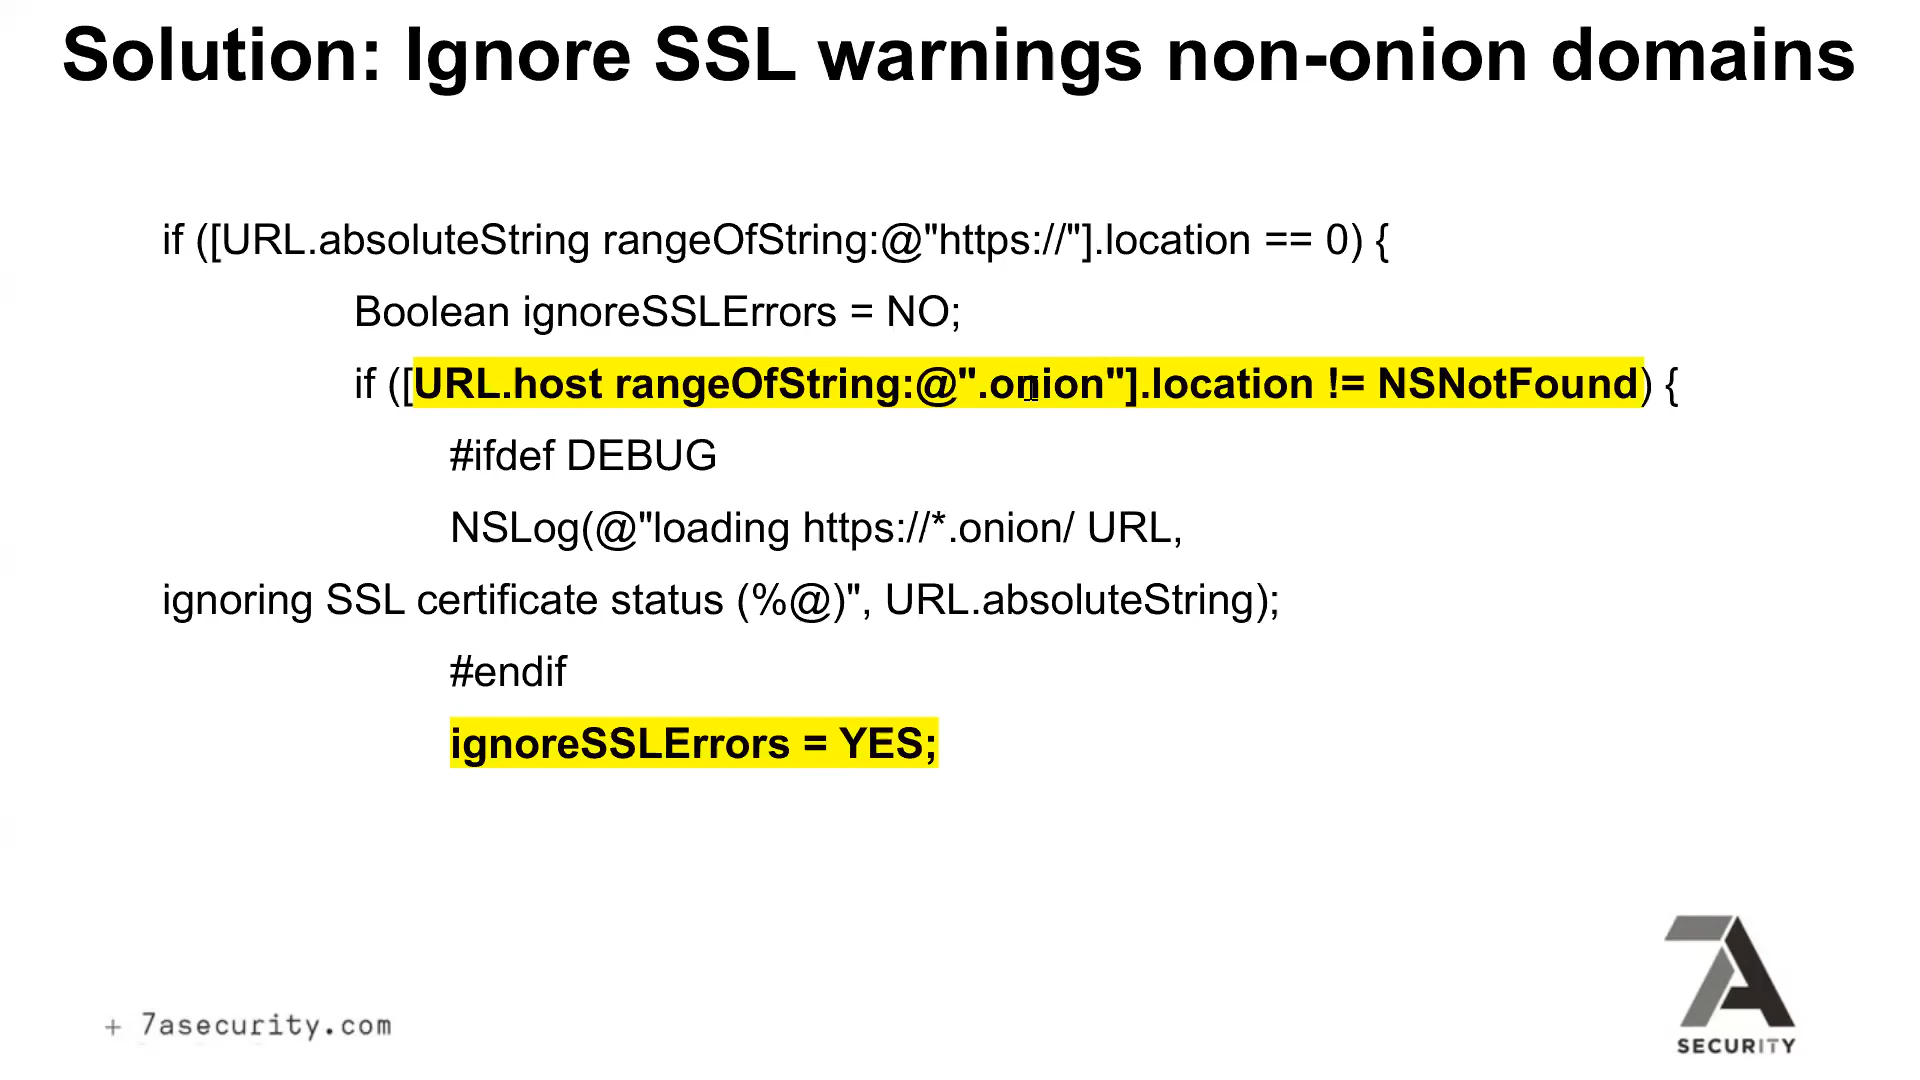 Solution: Ignore SSL warnings non-onion domains
if ([URL.absoluteString rangeOfString:@"https://"].location == 0) {
Boolean ignoreSSLErrors = NO;
if ([URL.host rangeOfString:@".onion"].location != NSNotFound) {
#ifdef DEBUG
NSLog(@"loading https://*.onion/ URL,
ignoring SSL certificate status (%@)", URL.absoluteString);
#endif
ignoreSSLErrors = YES;
+ 7asecurity.com
7A
SECURITY